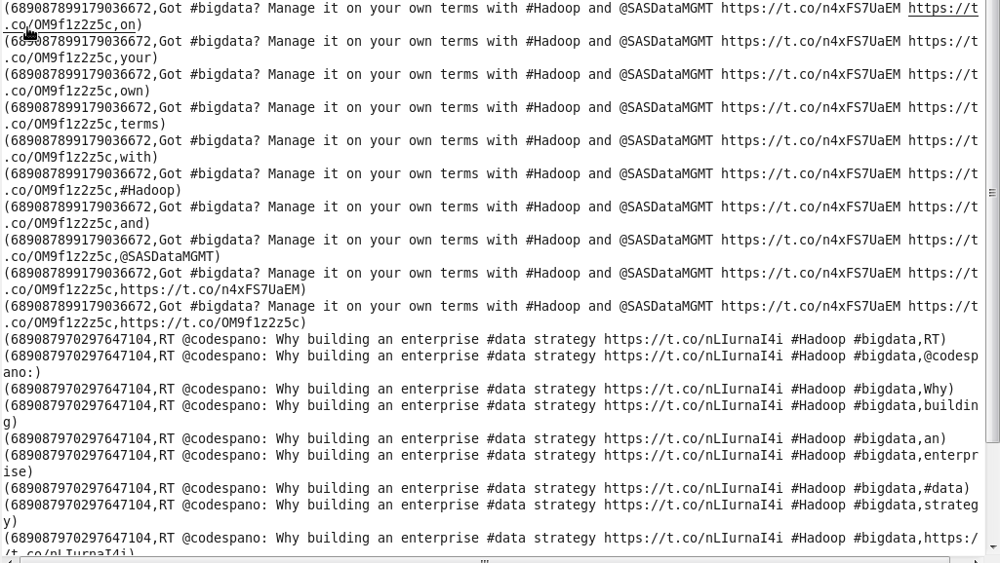 (689087899179036672,Got #bigdata? Manage it on your own terms with #Hadoop and @SASDataMGMT https://t.co/n4xFS7UaEM https://t
.co/OM9f1z2z5c,on)
(689087899179036672,Got #bigdata? Manage it on your own terms with #Hadoop and @SASDataMGMT https://t.co/n4xFS7UaEM https://t
.co/OM9f1z2z5c,your)
(689087899179036672,Got #bigdata? Manage it on your own terms with #Hadoop and @SASDataMGMT https://t.co/n4xFS7UaEM https://t
.co/OM9f1z2z5c,own)
(689087899179036672,Got #bigdata? Manage it on your own terms with #Hadoop and @SASDataMGMT https://t.co/n4xFS7UaEM https://t
.co/OM9f1z2z5c,terms)
(689087899179036672,Got #bigdata? Manage it on your own terms with #Hadoop and @SASDataMGMT https://t.co/n4xFS7UaEM https://t
.co/OM9f1z2z5c,with)
(689087899179036672,Got #bigdata? Manage it on your own terms with #Hadoop and @SASDataMGMT https://t.co/n4xFS7UaEM https://t
.co/OM9f1z2z5c,#Hadoop)
(689087899179036672,Got #bigdata? Manage it on your own terms with #Hadoop and @SASDataMGMT https://t.co/n4xFS7UaEM https://t
.co/OM9f1z2z5c,and)
(689087899179036672,Got #bigdata? Manage it on your own terms with #Hadoop and @SASDataMGMT https://t.co/n4xFS7UaEM https://t
.co/OM9f1z2z5c,@SASDataMGMT)
(689087899179036672,Got #bigdata? Manage it on your own terms with #Hadoop and @SASDataMGMT https://t.co/n4xFS7UaEM https://t
.co/OM9f1z2z5c,https://t.co/n4xFS7UaEM)
(689087899179036672,Got #bigdata? Manage it on your own terms with #Hadoop and @SASDataMGMT https://t.co/n4xFS7UaEM https://t
.co/OM9f1z2z5c,https://t.co/OM9f1z2z5c)
(689087970297647104,RT @codespano: Why building an enterprise #data strategy https://t.co/nLIurnaI4i #Hadoop #bigdata,RT)
(689087970297647104,RT @codespano: Why building an enterprise #data strategy https://t.co/nLIurnaI4i #Hadoop #bigdata,@codesp
ano:)
(689087970297647104,RT @codespano: Why building an enterprise #data strategy https://t.co/nLIurnaI4i #Hadoop #bigdata,Why)
(689087970297647104,RT @codespano: Why building an enterprise #data strategy https://t.co/nLIurnaI4i #Hadoop #bigdata,buildin
g)
(689087970297647104,RT @codespano: Why building an enterprise #data strategy https://t.co/nLIurnaI4i #Hadoop #bigdata,an)
(689087970297647104,RT @codespano: Why building an enterprise #data strategy https://t.co/nLIurnaI4i #Hadoop #bigdata,enterpr
ise)
(689087970297647104,RT @codespano: Why building an enterprise #data strategy https://t.co/nLIurnaI4i #Hadoop #bigdata,#data)
(689087970297647104,RT @codespano: Why building an enterprise #data strategy https://t.co/nLIurnaI4i #Hadoop #bigdata,strateg
y)
(689087970297647104,RT @codespano: Why building an enterprise #data strategy https://t.co/nLIurnaI4i #Hadoop #bigdata,https:/
/t.co/nLIurnaI4i)